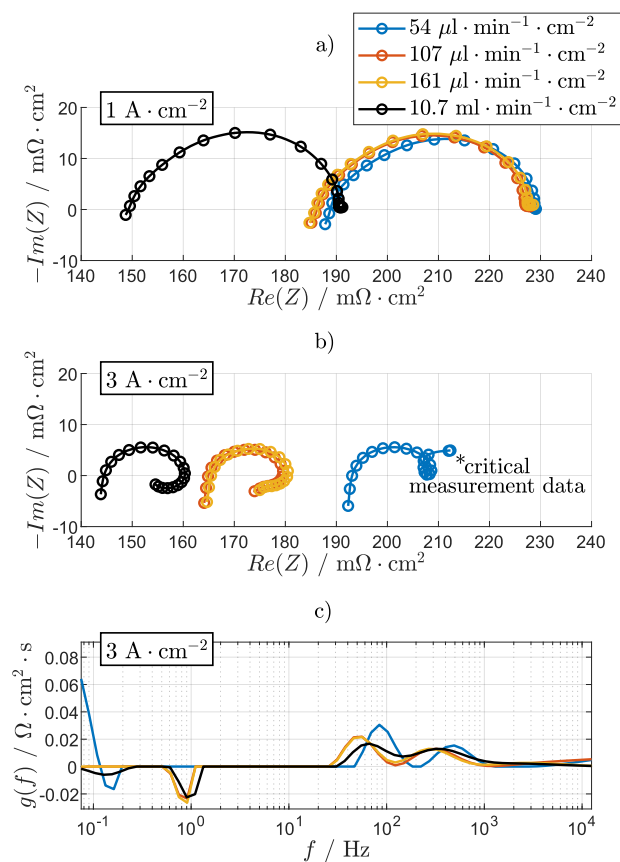 54 μl · min⁻¹ · cm⁻²
a)
107 μl · min⁻¹ · cm⁻²
161 μl · min⁻¹ · cm⁻²
10.7 ml · min⁻¹ · cm⁻²
1 A · cm⁻²
−Im(Z) / mΩ · cm²
20
10
0
-10
140 150 160 170 180 190 200 210 220 230 240
Re(Z) / mΩ · cm²
b)
3 A · cm⁻²
−Im(Z) / mΩ · cm²
20
10
0
-10
*critical
measurement data
140 150 160 170 180 190 200 210 220 230 240
Re(Z) / mΩ · cm²
c)
3 A · cm⁻²
g(f) / Ω · cm² · s
0.08
0.06
0.04
0.02
0
-0.02
10⁻¹ 10⁰ 10¹ 10² 10³ 10⁴
f / Hz